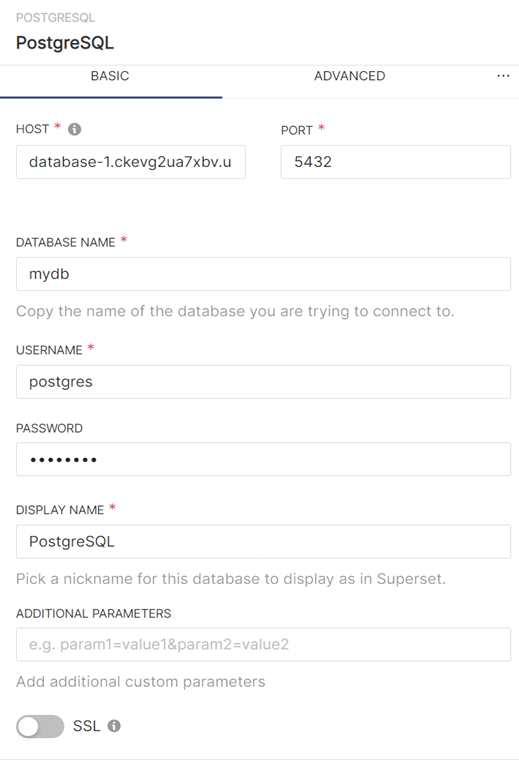 POSTGRESQL
PostgreSQL
BASIC ADVANCED ...
HOST * PORT *
database-1.ckevg2ua7xbv.u 5432
DATABASE NAME *
mydb
Copy the name of the database you are trying to connect to.
USERNAME *
postgres
PASSWORD
••••••••
DISPLAY NAME *
PostgreSQL
Pick a nickname for this database to display as in Superset.
ADDITIONAL PARAMETERS
e.g. param1=value1&param2=value2
Add additional custom parameters
SSL